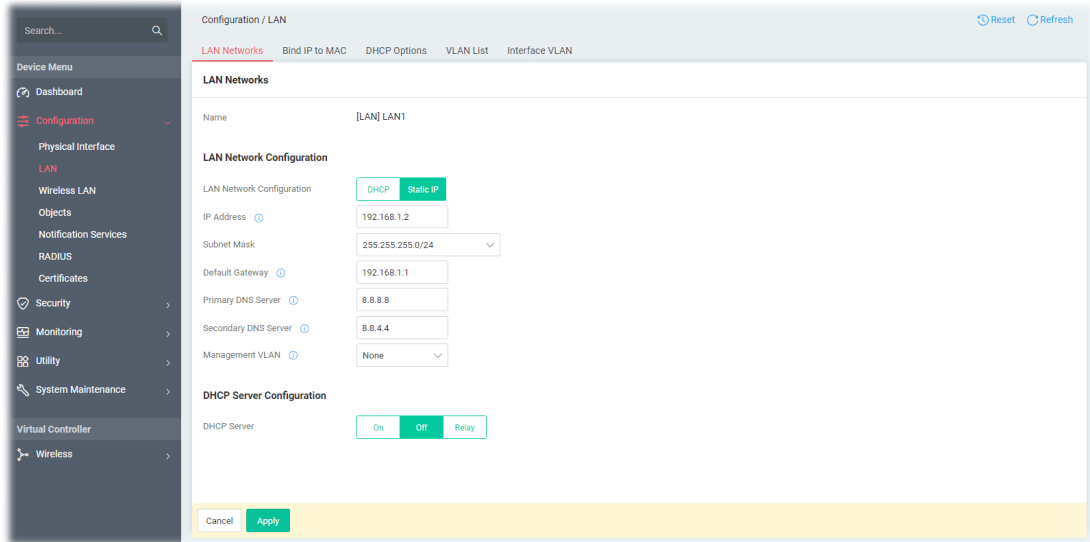 Search...
Device Menu
Dashboard
Configuration
Physical Interface
LAN
Wireless LAN
Objects
Notification Services
RADIUS
Certificates
Security
Monitoring
Utility
System Maintenance
Virtual Controller
Wireless
Configuration / LAN
Reset Refresh
LAN Networks Bind IP to MAC DHCP Options VLAN List Interface VLAN
LAN Networks
Name [LAN] LAN1
LAN Network Configuration
LAN Network Configuration DHCP Static IP
IP Address 192.168.1.2
Subnet Mask 255.255.255.0/24
Default Gateway 192.168.1.1
Primary DNS Server 8.8.8.8
Secondary DNS Server 8.8.4.4
Management VLAN None
DHCP Server Configuration
DHCP Server On Off Relay
Cancel Apply